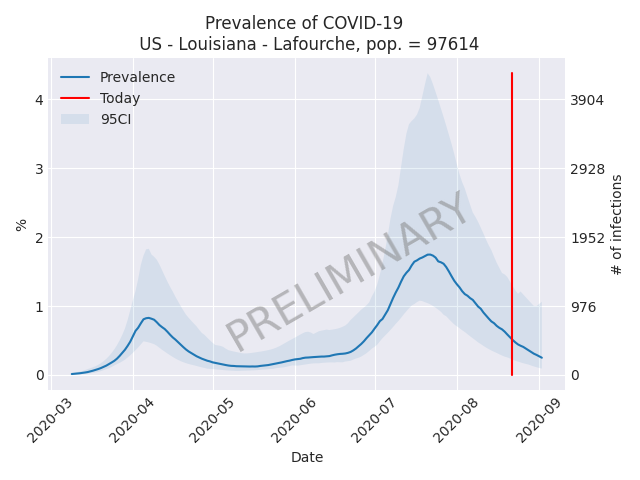 Prevalence of COVID-19
US - Louisiana - Lafourche, pop. = 97614
Prevalence
Today
95CI
PRELIMINARY
4
3
2
1
0
%
3904
2928
1952
976
0
# of infections
2020-03
2020-04
2020-05
2020-06
2020-07
2020-08
2020-09
Date